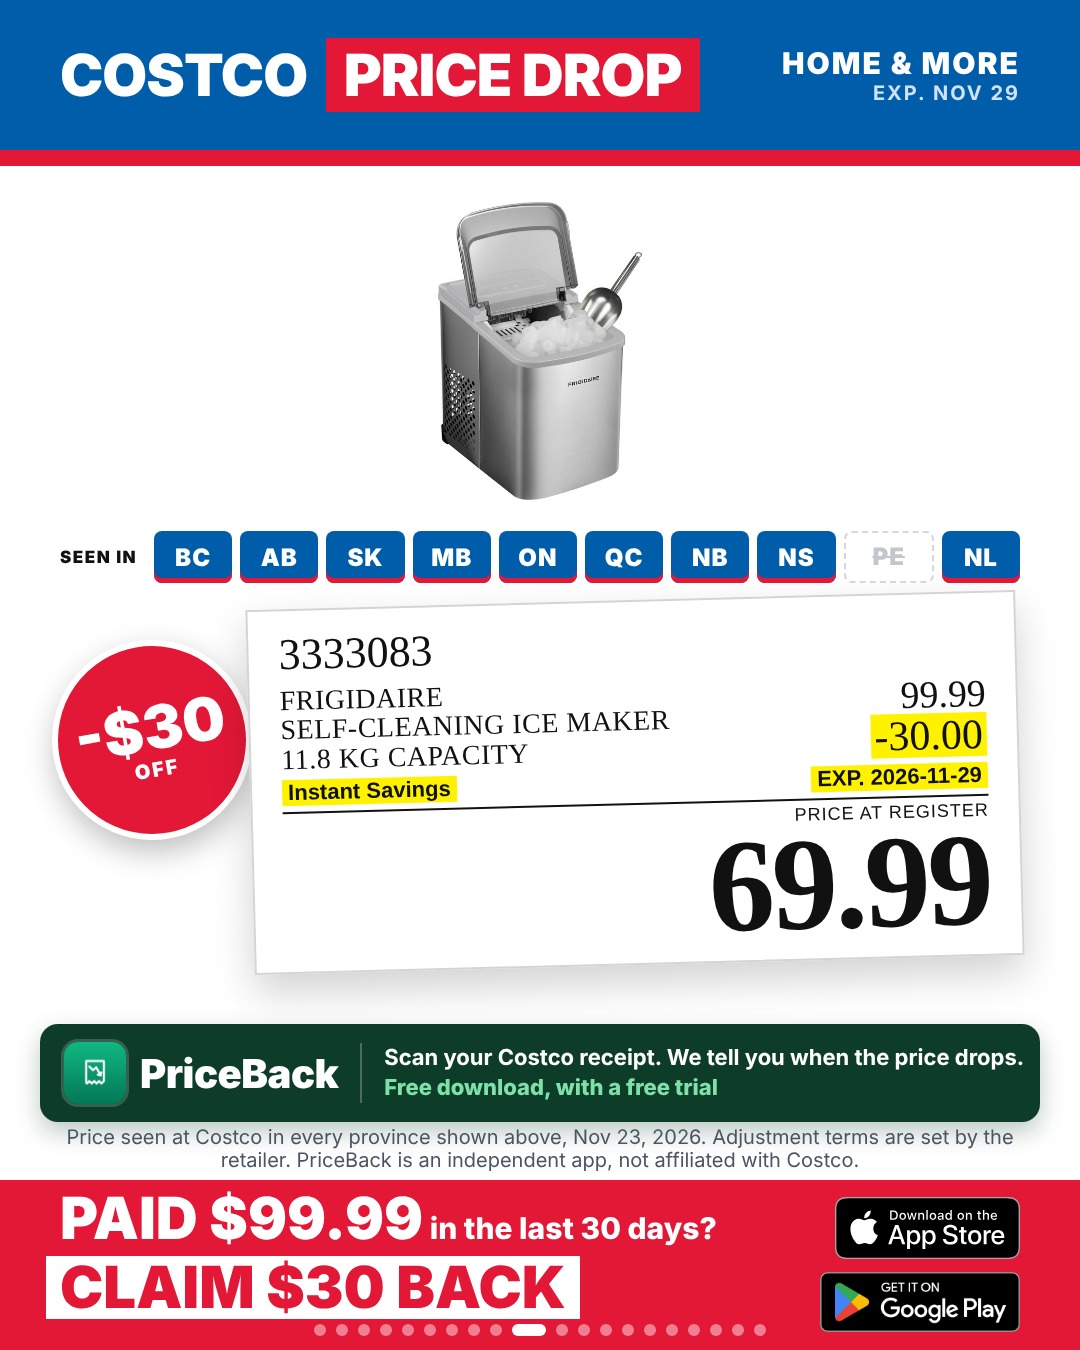 COSTCO PRICE DROP
HOME & MORE
EXP. NOV 29
FRIGIDAIRE
SEEN IN BC AB SK MB ON QC NB NS PE NL
-$30
OFF
3333083
FRIGIDAIRE
SELF-CLEANING ICE MAKER
11.8 KG CAPACITY
Instant Savings
99.99
-30.00
EXP. 2026-11-29
PRICE AT REGISTER
69.99
PriceBack
Scan your Costco receipt. We tell you when the price drops.
Free download, with a free trial
Price seen at Costco in every province shown above, Nov 23, 2026. Adjustment terms are set by the
retailer. PriceBack is an independent app, not affiliated with Costco.
PAID $99.99 in the last 30 days?
CLAIM $30 BACK
Download on the
App Store
GET IT ON
Google Play